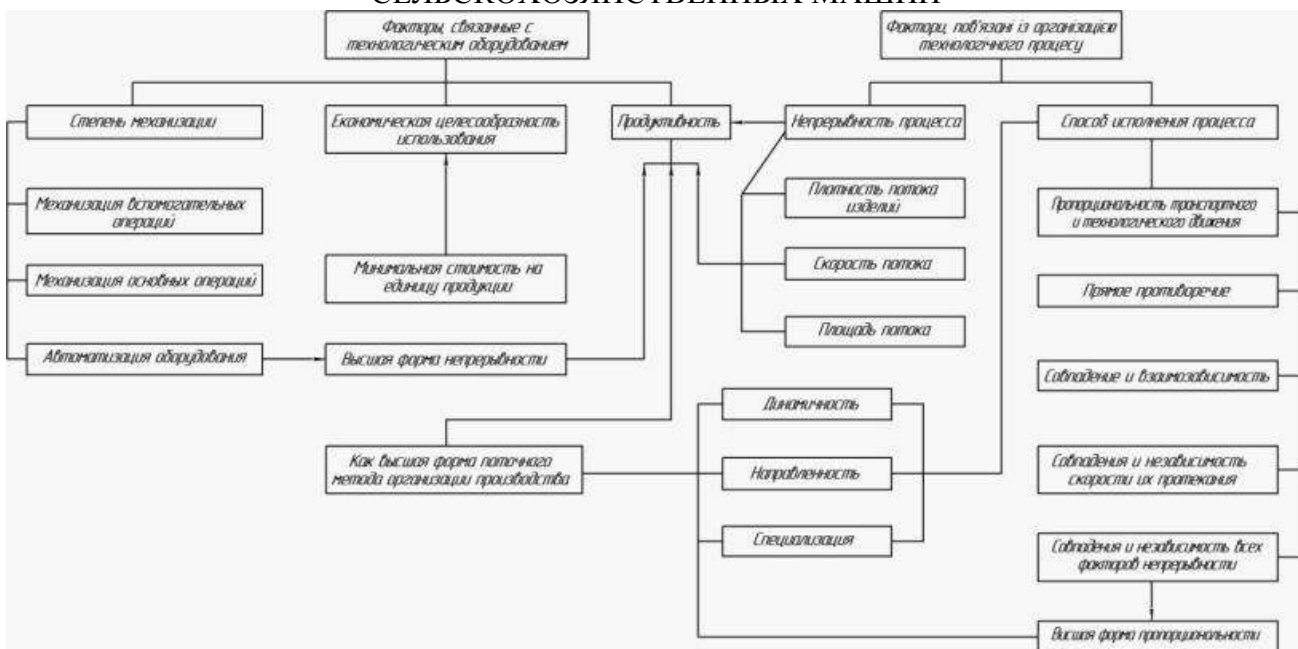 СЕЛЬСКОХОЗЯЙСТВЕННЫХ МАШИН
Факторы, связанные с
технологическим оборудованием
Фактори, пов'язані із організацією
технологічного процесу
Степень механизации
Економическая целесообразность
использования
Продуктивность
Непрерывность процесса
Способ исполнения процесса
Механизация вспомогательных
операций
Плотность потока
изделий
Пропорциональность транспортного
и технологического движения
Механизация основных операций
Минимальная стоимость на
единицу продукции
Скорость потока
Прямое противоречие
Площадь потока
Автоматизация оборудования
Высшая форма непрерывности
Совпадение и взаимозависимость
Динамичность
Как высшая форма поточного
метода организации производства
Направленность
Совпадения и независимость
скорости их протекания
Специализация
Совпадения и независимость всех
факторов непрерывности
Висшая форма пропорциональности